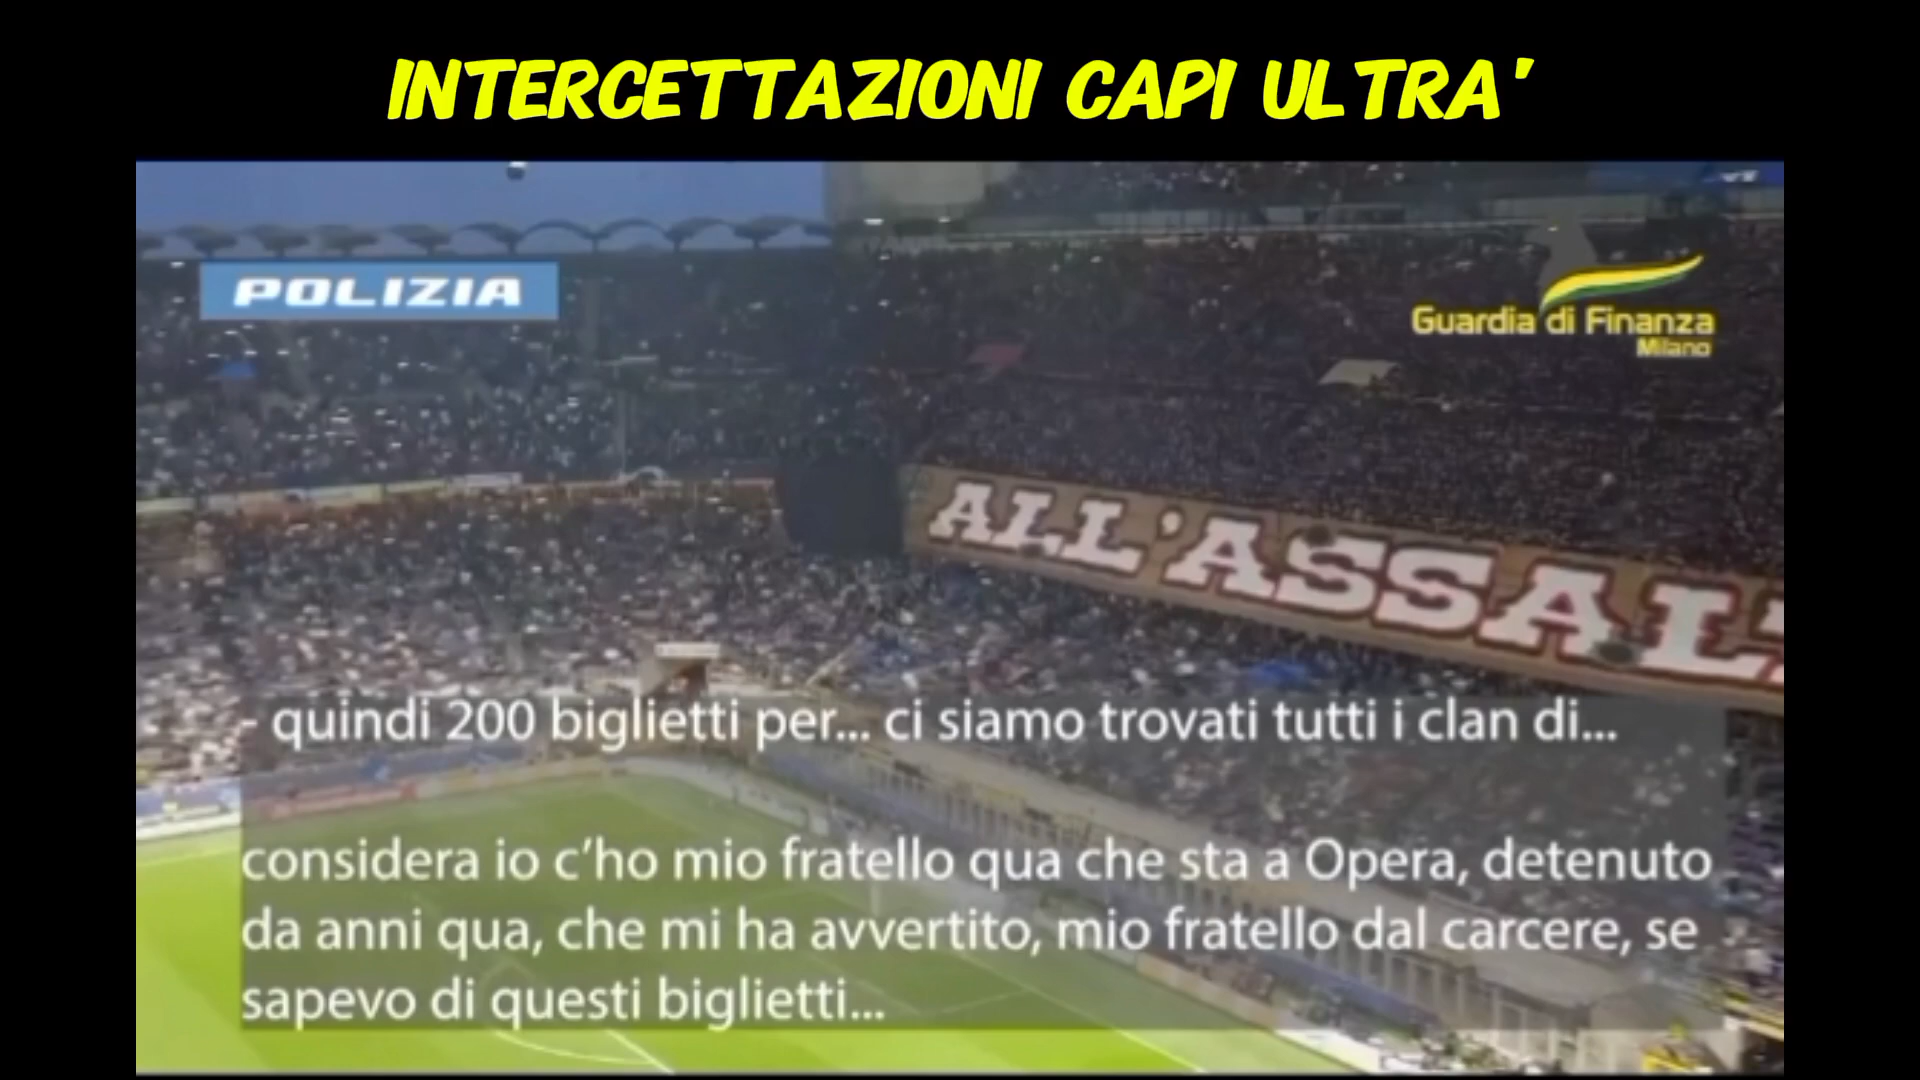 INTERCETTAZIONI CAPI ULTRA'
POLIZIA
Guardia di Finanza
Milano
ALL'ASSAL
- quindi 200 biglietti per... ci siamo trovati tutti i clan di...
considera io c'ho mio fratello qua che sta a Opera, detenuto
da anni qua, che mi ha avvertito, mio fratello dal carcere, se
sapevo di questi biglietti...